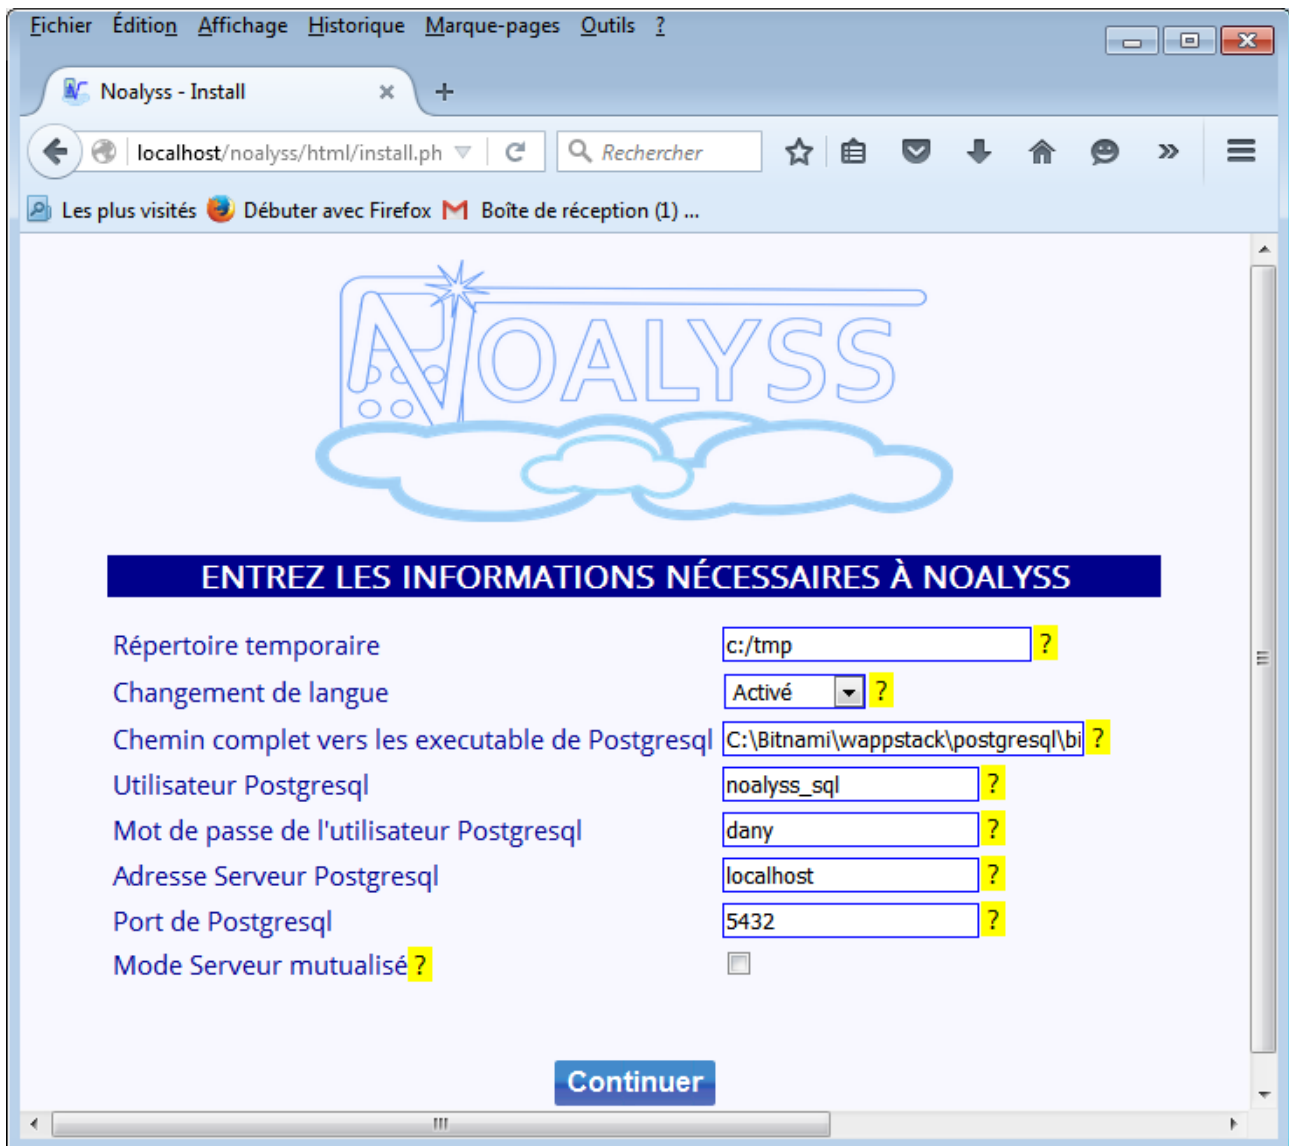 Fichier Édition Affichage Historique Marque-pages Outils ?
Noalyss - Install
localhost/noalyss/html/install.ph Rechercher
Les plus visités Débuter avec Firefox Boîte de réception (1) ...
NOALYSS
ENTREZ LES INFORMATIONS NÉCESSAIRES À NOALYSS
Répertoire temporaire c:/tmp ?
Changement de langue Activé ?
Chemin complet vers les executable de Postgresql C:\Bitnami\wappstack\postgresql\bi ?
Utilisateur Postgresql noalyss_sql ?
Mot de passe de l'utilisateur Postgresql dany ?
Adresse Serveur Postgresql localhost ?
Port de Postgresql 5432 ?
Mode Serveur mutualisé ?
Continuer